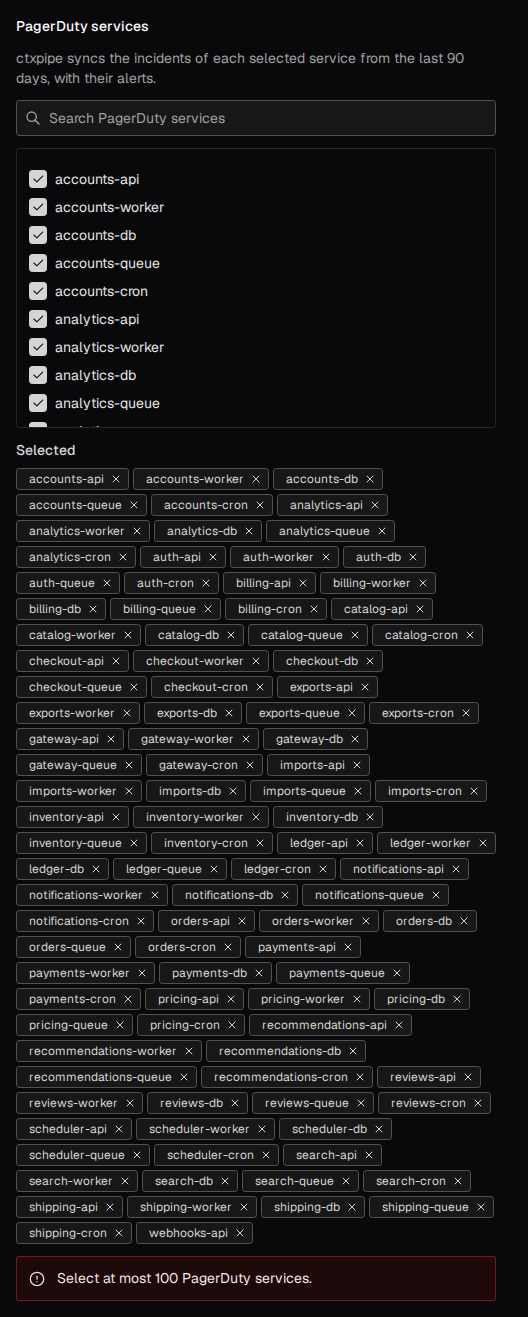 PagerDuty services
ctxpipe syncs the incidents of each selected service from the last 90
days, with their alerts.
Search PagerDuty services
accounts-api
accounts-worker
accounts-db
accounts-queue
accounts-cron
analytics-api
analytics-worker
analytics-db
analytics-queue
Selected
accounts-api accounts-worker accounts-db
accounts-queue accounts-cron analytics-api
analytics-worker analytics-db analytics-queue
analytics-cron auth-api auth-worker auth-db
auth-queue auth-cron billing-api billing-worker
billing-db billing-queue billing-cron catalog-api
catalog-worker catalog-db catalog-queue catalog-cron
checkout-api checkout-worker checkout-db
checkout-queue checkout-cron exports-api
exports-worker exports-db exports-queue exports-cron
gateway-api gateway-worker gateway-db
gateway-queue gateway-cron imports-api
imports-worker imports-db imports-queue imports-cron
inventory-api inventory-worker inventory-db
inventory-queue inventory-cron ledger-api ledger-worker
ledger-db ledger-queue ledger-cron notifications-api
notifications-worker notifications-db notifications-queue
notifications-cron orders-api orders-worker orders-db
orders-queue orders-cron payments-api
payments-worker payments-db payments-queue
payments-cron pricing-api pricing-worker pricing-db
pricing-queue pricing-cron recommendations-api
recommendations-worker recommendations-db
recommendations-queue recommendations-cron reviews-api
reviews-worker reviews-db reviews-queue reviews-cron
scheduler-api scheduler-worker scheduler-db
scheduler-queue scheduler-cron search-api
search-worker search-db search-queue search-cron
shipping-api shipping-worker shipping-db shipping-queue
shipping-cron webhooks-api
Select at most 100 PagerDuty services.